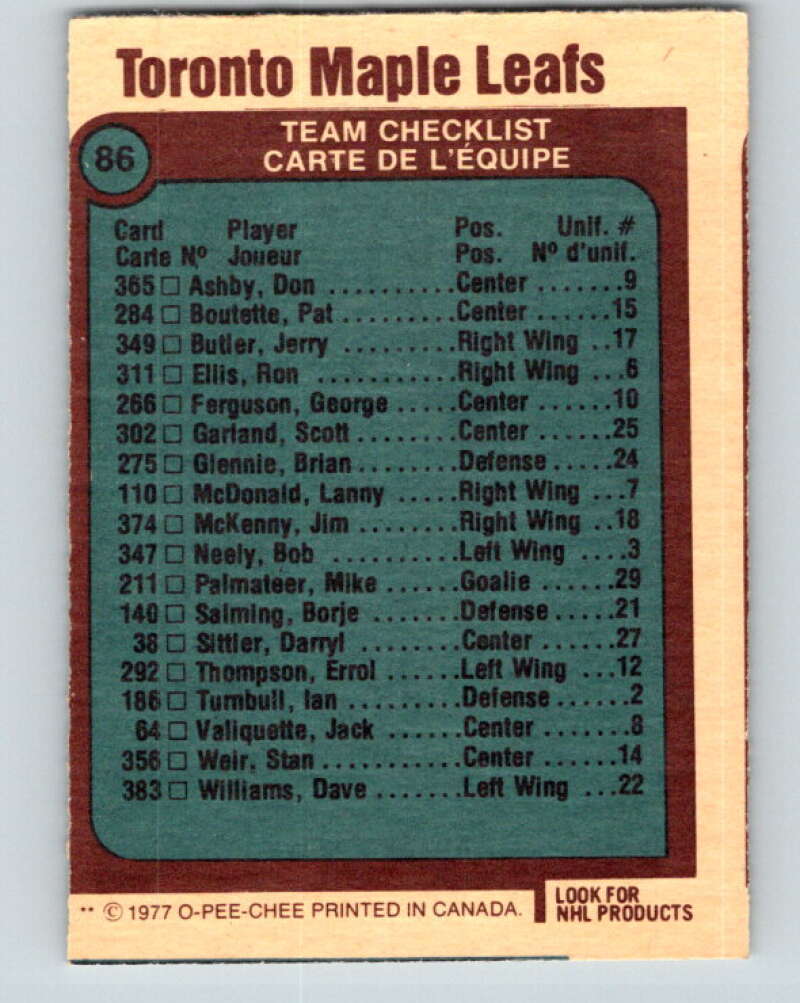 Toronto Maple Leafs
86
TEAM CHECKLIST
CARTE DE L'ÉQUIPE
Card Player Pos. Unif. #
Carte Nº Joueur Pos. Nº d'unif.
365 □ Ashby, Don ..........Center .......9
284 □ Boutette, Pat .........Center ......15
349 □ Butler, Jerry .........Right Wing ..17
311 □ Ellis, Ron ...........Right Wing ...6
266 □ Ferguson, George .....Center ......10
302 □ Garland, Scott .......Center ......25
275 □ Glennie, Brian ........Defense .....24
110 □ McDonald, Lanny .....Right Wing ...7
374 □ McKenny, Jim ........Right Wing ..18
347 □ Neely, Bob ..........Left Wing ....3
211 □ Palmateer, Mike .....Goalie ......29
140 □ Salming, Borje .......Defense .....21
38 □ Sittler, Darryl ........Center ......27
292 □ Thompson, Errol .....Left Wing ...12
186 □ Turnbull, Ian .........Defense ......2
64 □ Valiquette, Jack ......Center .......8
356 □ Weir, Stan ...........Center ......14
383 □ Williams, Dave .......Left Wing ...22
** © 1977 O-PEE-CHEE PRINTED IN CANADA.
LOOK FOR
NHL PRODUCTS